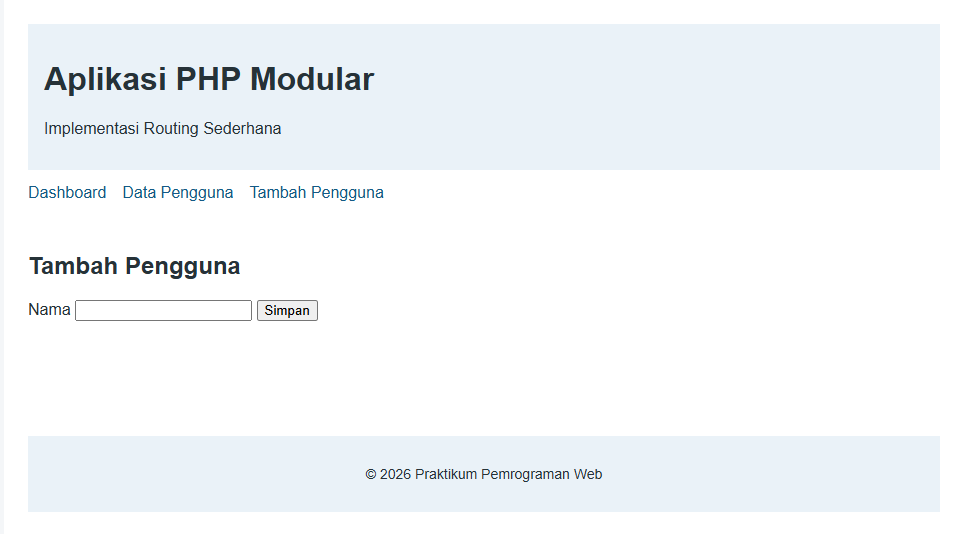 Aplikasi PHP Modular
Implementasi Routing Sederhana
Dashboard Data Pengguna Tambah Pengguna
Tambah Pengguna
Nama Simpan
© 2026 Praktikum Pemrograman Web